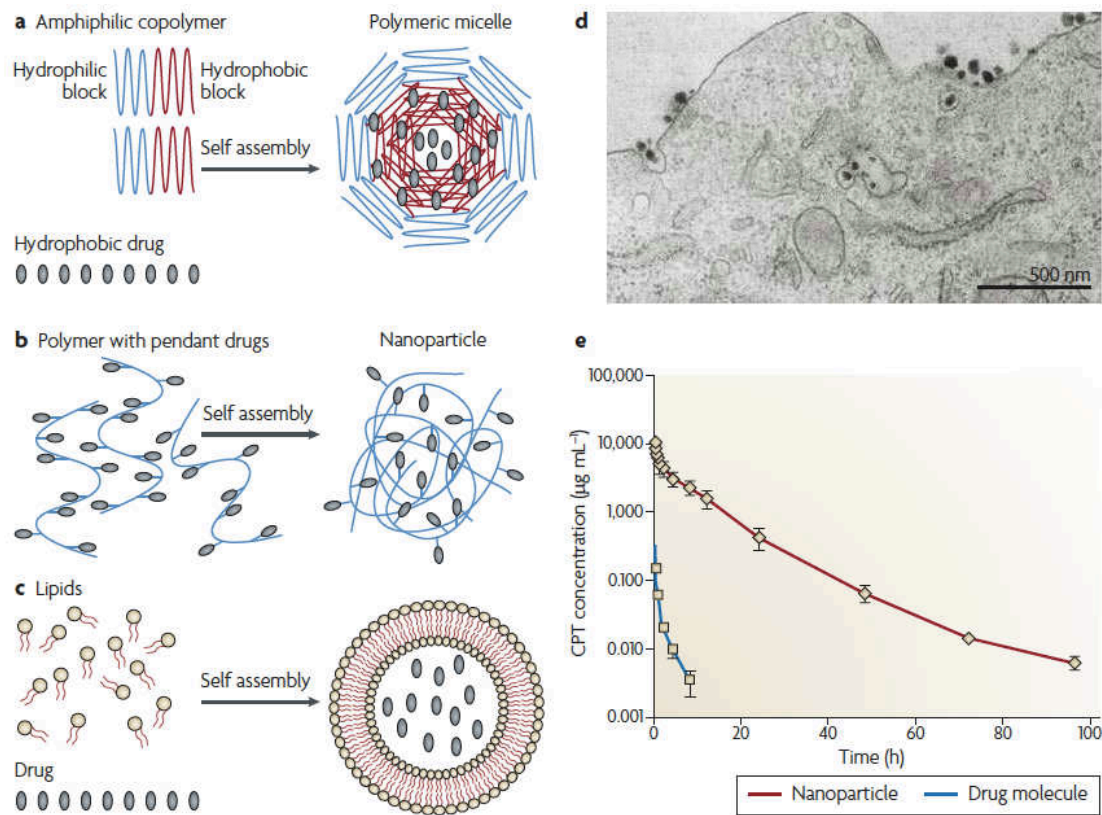 a Amphiphilic copolymer
Polymeric micelle
Hydrophilic
block
Hydrophobic
block
Self assembly
Hydrophobic drug
b Polymer with pendant drugs
Nanoparticle
Self assembly
c Lipids
Self assembly
Drug
d
500 nm
e
100,000
10,000
1,000
0.100
0.010
0.001
CPT concentration (µg mL⁻¹)
0
20
40
60
80
100
Time (h)
Nanoparticle
Drug molecule